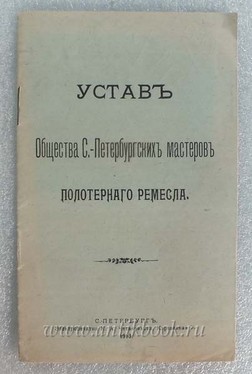 УСТАВЪ
Общества С.-Петербургскихъ мастеровъ
ПОЛОТЕРНАГО РЕМЕСЛА.
С.-ПЕТЕРБУРГЪ.